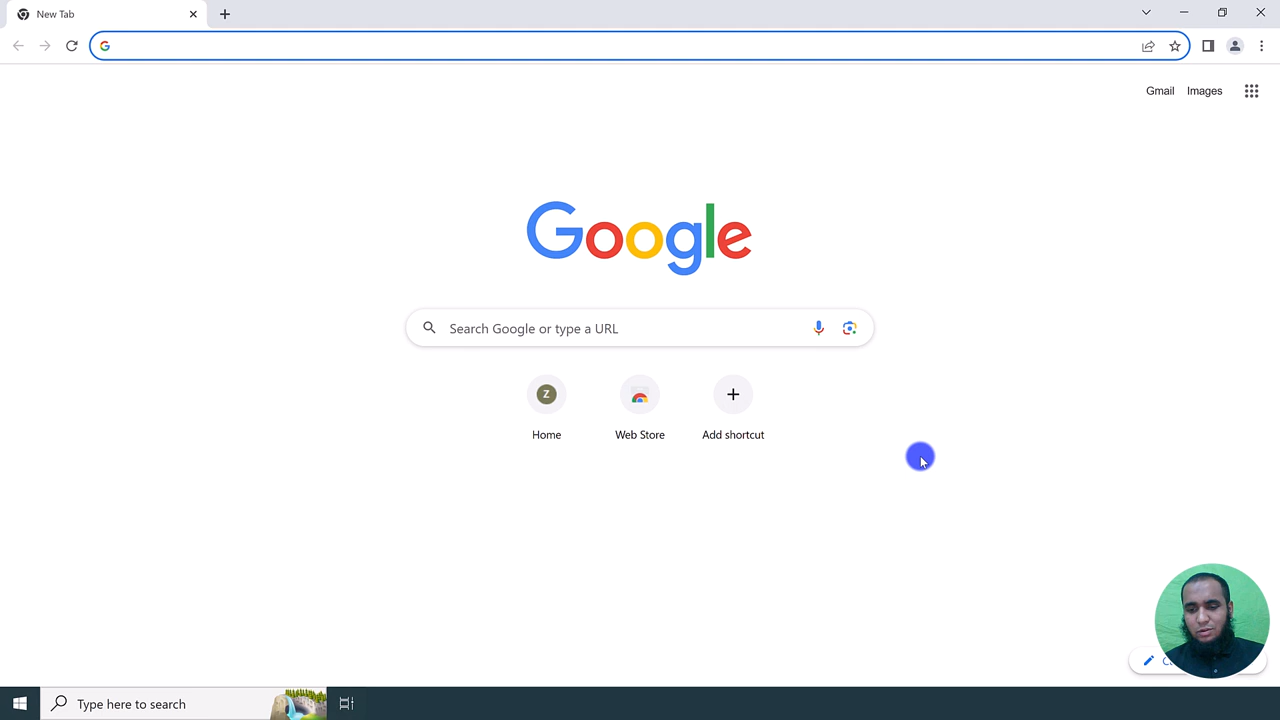 New Tab
Gmail Images
Google
Search Google or type a URL
Z
Home Web Store Add shortcut
Type here to search